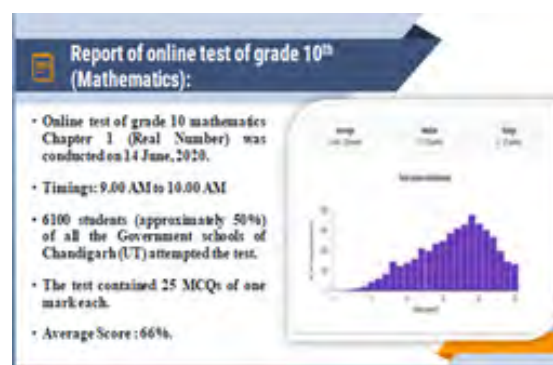 Report of online test of grade 10th
(Mathematics):
• Online test of grade 10 mathematics
Chapter 1 (Real Number) was
conducted on 14 June, 2020.
• Timings: 9.00 AM to 10.00 AM
• 6100 students (approximately 50%)
of all the Government schools of
Chandigarh (UT) attempted the test.
• The test contained 25 MCQs of one
mark each.
• Average Score : 66%.